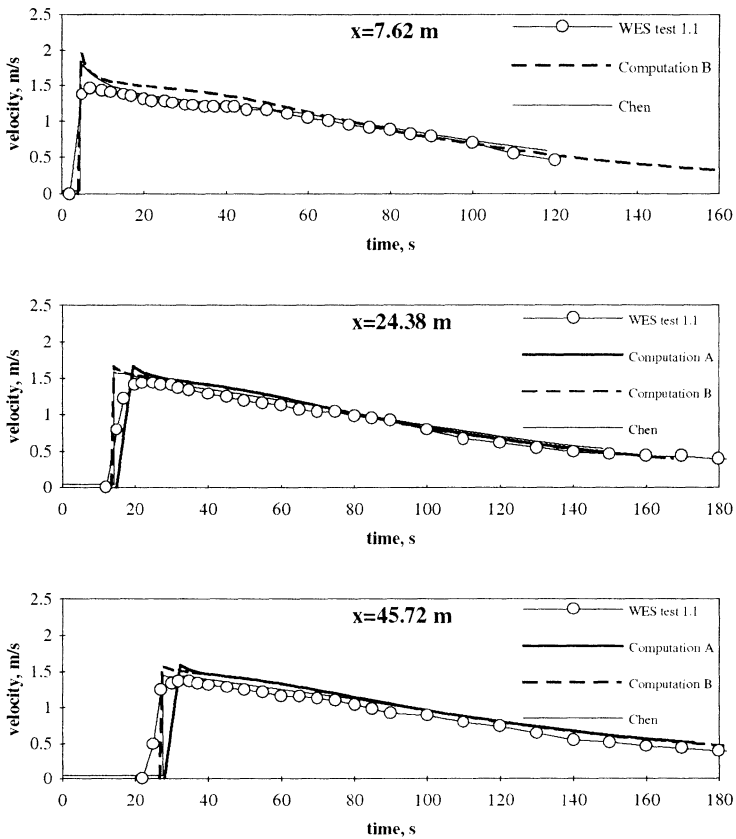 x=7.62 m
WES test 1.1
Computation B
Chen
velocity, m/s
2.5
2
1.5
1
0.5
0
0 20 40 60 80 100 120 140 160
time, s
x=24.38 m
WES test 1.1
Computation A
Computation B
Chen
velocity, m/s
2.5
2
1.5
1
0.5
0
0 20 40 60 80 100 120 140 160 180
time, s
x=45.72 m
WES test 1.1
Computation A
Computation B
Chen
velocity, m/s
2.5
2
1.5
1
0.5
0
0 20 40 60 80 100 120 140 160 180
time, s